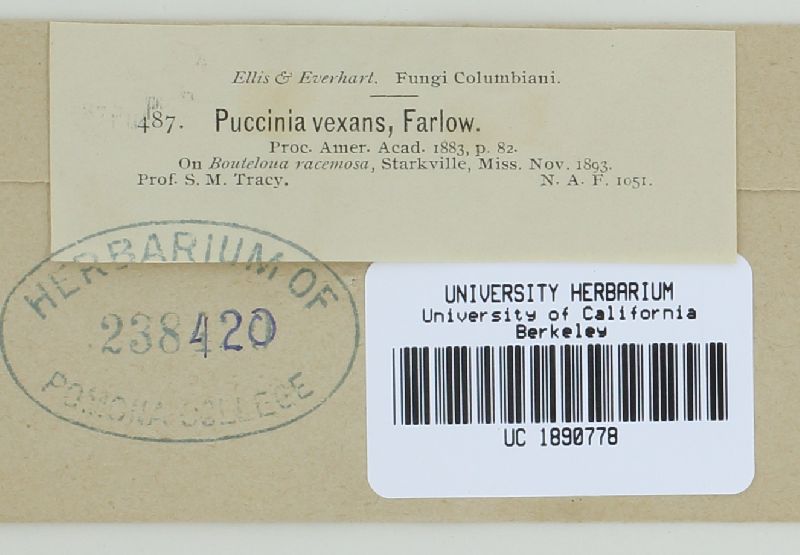 Ellis & Everhart. Fungi Columbiani.
487. Puccinia vexans, Farlow.
Proc. Amer. Acad. 1883, p. 82.
On Bouteloua racemosa, Starkville, Miss. Nov. 1893.
Prof. S. M. Tracy. N. A. F. 1051.
HERBARIUM OF
238420
POMONA COLLEGE
UNIVERSITY HERBARIUM
University of California
Berkeley
UC 1890778